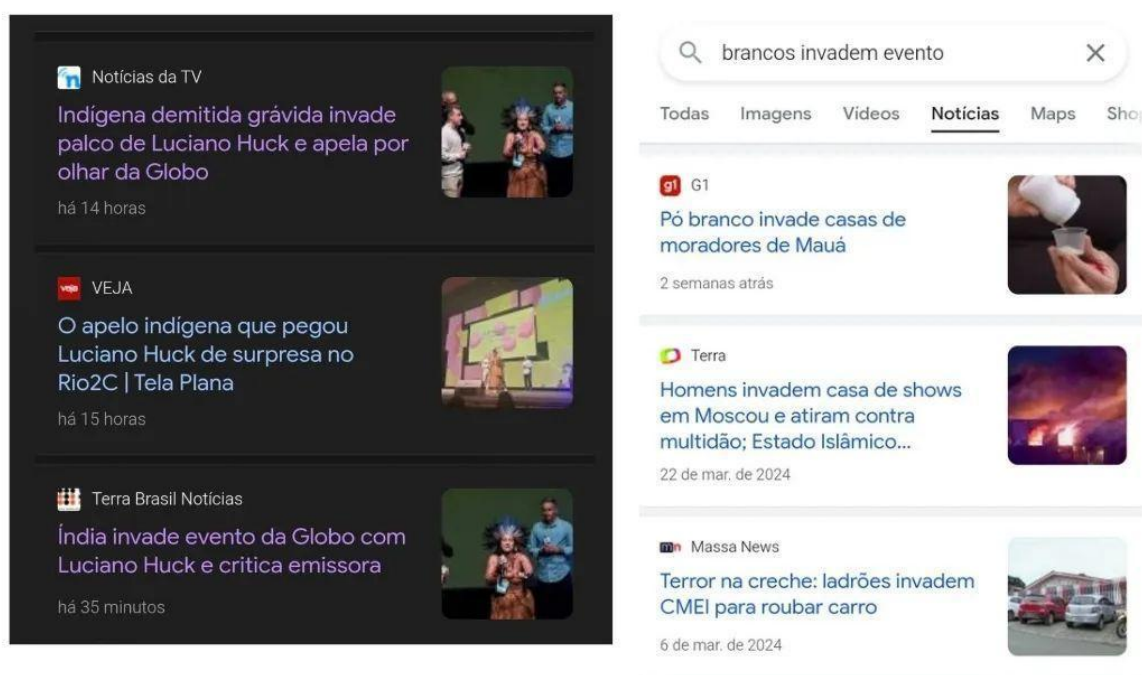 Notícias da TV
Indígena demitida grávida invade
palco de Luciano Huck e apela por
olhar da Globo
há 14 horas
veja VEJA
O apelo indígena que pegou
Luciano Huck de surpresa no
Rio2C | Tela Plana
há 15 horas
Terra Brasil Notícias
Índia invade evento da Globo com
Luciano Huck e critica emissora
há 35 minutos
brancos invadem evento
Todas Imagens Vídeos Notícias Maps Shop
g1 G1
Pó branco invade casas de
moradores de Mauá
2 semanas atrás
Terra
Homens invadem casa de shows
em Moscou e atiram contra
multidão; Estado Islâmico...
22 de mar. de 2024
mn Massa News
Terror na creche: ladrões invadem
CMEI para roubar carro
6 de mar. de 2024